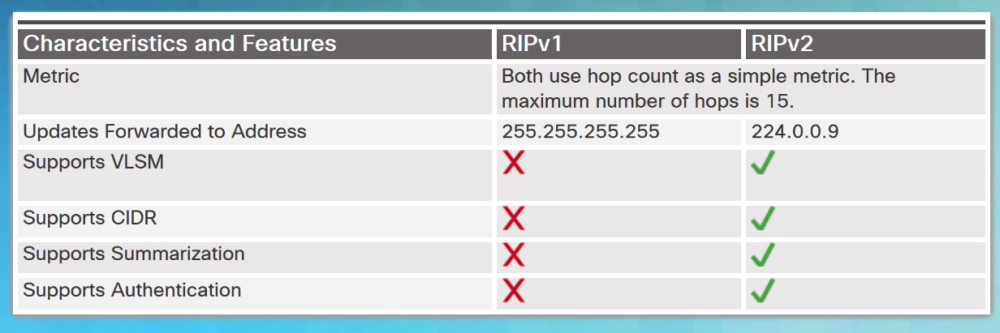 Characteristics and Features RIPv1 RIPv2
Metric Both use hop count as a simple metric. The
maximum number of hops is 15.
Updates Forwarded to Address 255.255.255.255 224.0.0.9
Supports VLSM
Supports CIDR
Supports Summarization
Supports Authentication